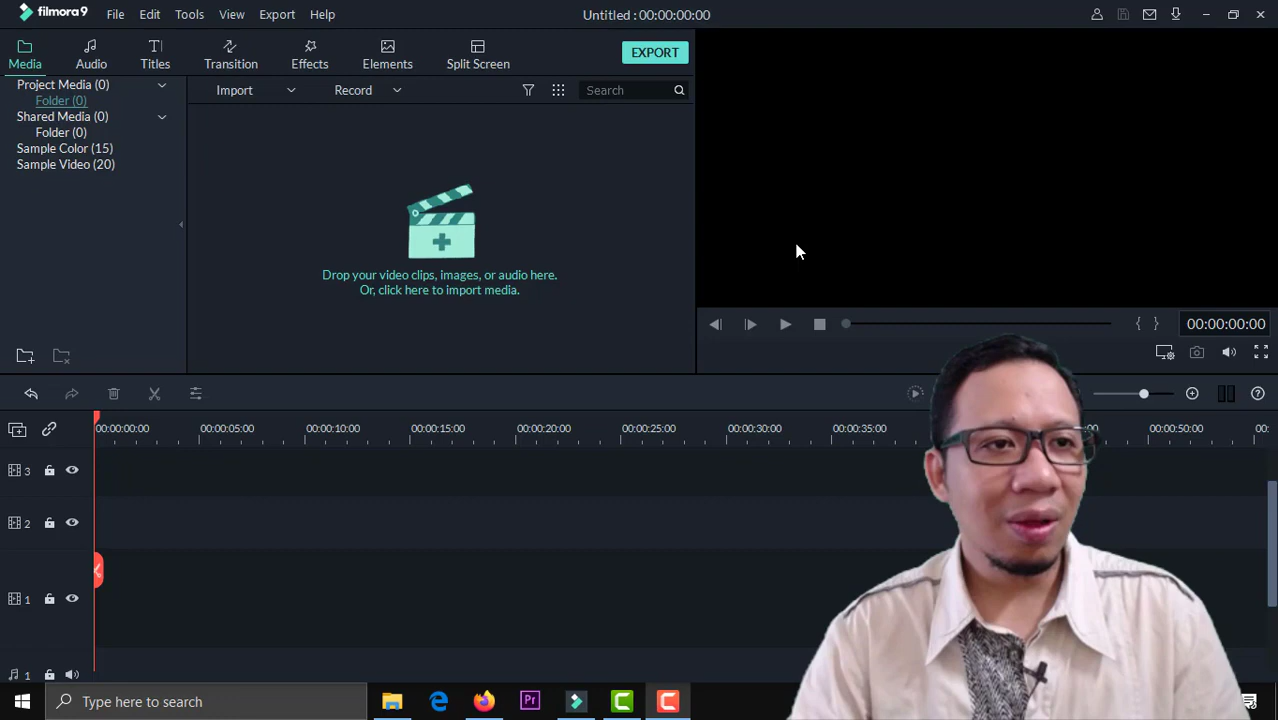 filmora9 File Edit Tools View Export Help Untitled : 00:00:00:00
Media Audio Titles Transition Effects Elements Split Screen EXPORT
Project Media (0)
Folder (0)
Shared Media (0)
Folder (0)
Sample Color (15)
Sample Video (20)
Import Record Search
Drop your video clips, images, or audio here.
Or, click here to import media.
00:00:00:00
00:00:00:00 00:00:05:00 00:00:10:00 00:00:15:00 00:00:20:00 00:00:25:00 00:00:30:00 00:00:35:00 00:00:50:00
3
2
1
1
Type here to search Pr